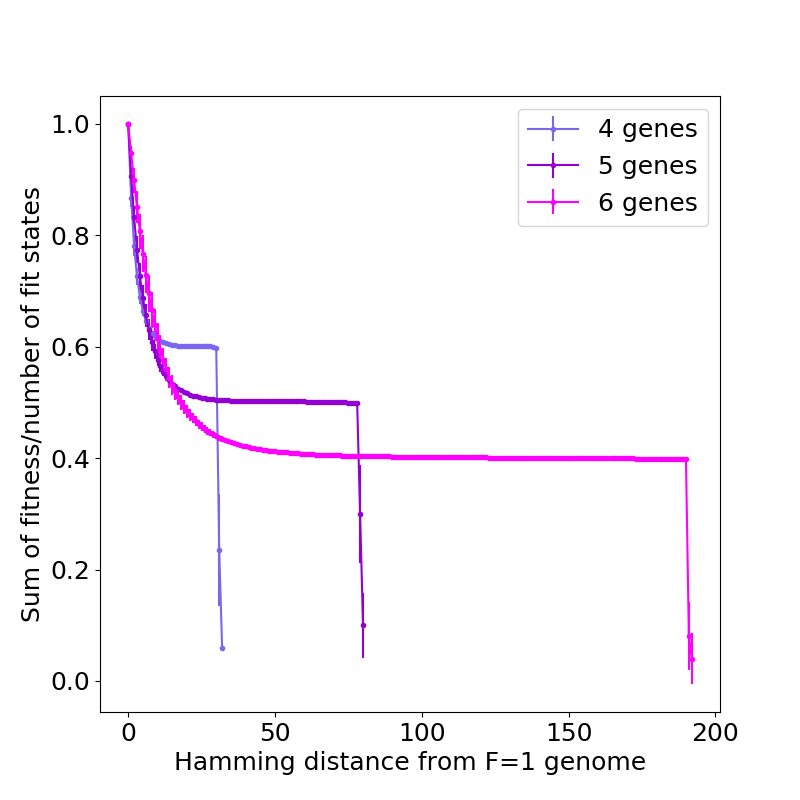 4 genes
5 genes
6 genes
1.0
0.8
0.6
0.4
0.2
0.0
Sum of fitness/number of fit states
0 50 100 150 200
Hamming distance from F=1 genome